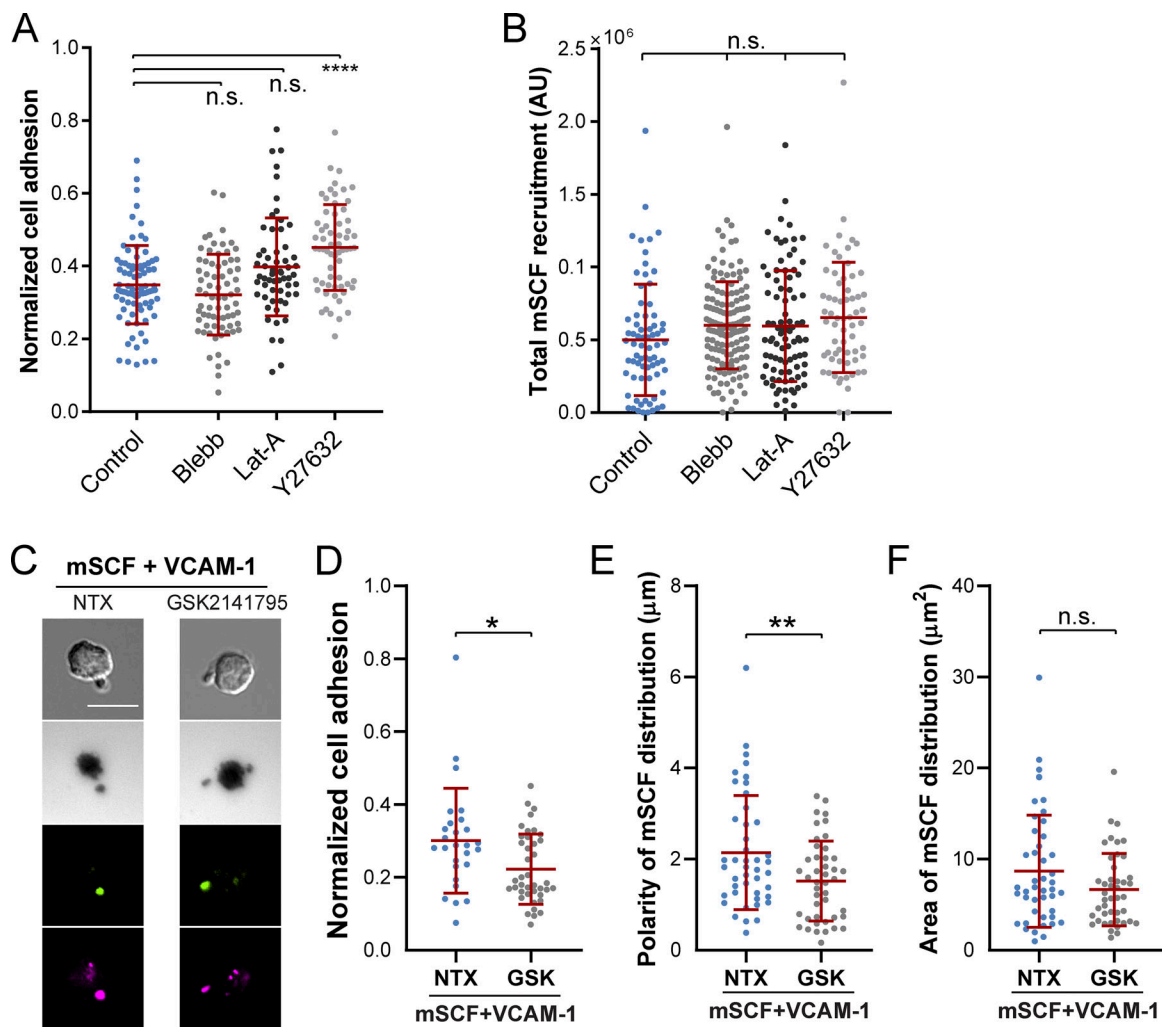 A
1.0
0.8
0.6
0.4
0.2
0.0
Normalized cell adhesion
****
n.s.
n.s.
Control
Blebb
Lat-A
Y27632
B
×10⁶
2.5
2.0
1.5
0.1
0.5
0.0
Total mSCF recruitment (AU)
n.s.
Control
Blebb
Lat-A
Y27632
C
mSCF + VCAM-1
NTX GSK2141795
D
1.0
0.8
0.6
0.4
0.2
0.0
Normalized cell adhesion
*
NTX GSK
mSCF+VCAM-1
E
8
6
4
2
0
Polarity of mSCF distribution (μm)
**
NTX GSK
mSCF+VCAM-1
F
40
30
20
10
0
Area of mSCF distribution (μm²)
n.s.
NTX GSK
mSCF+VCAM-1